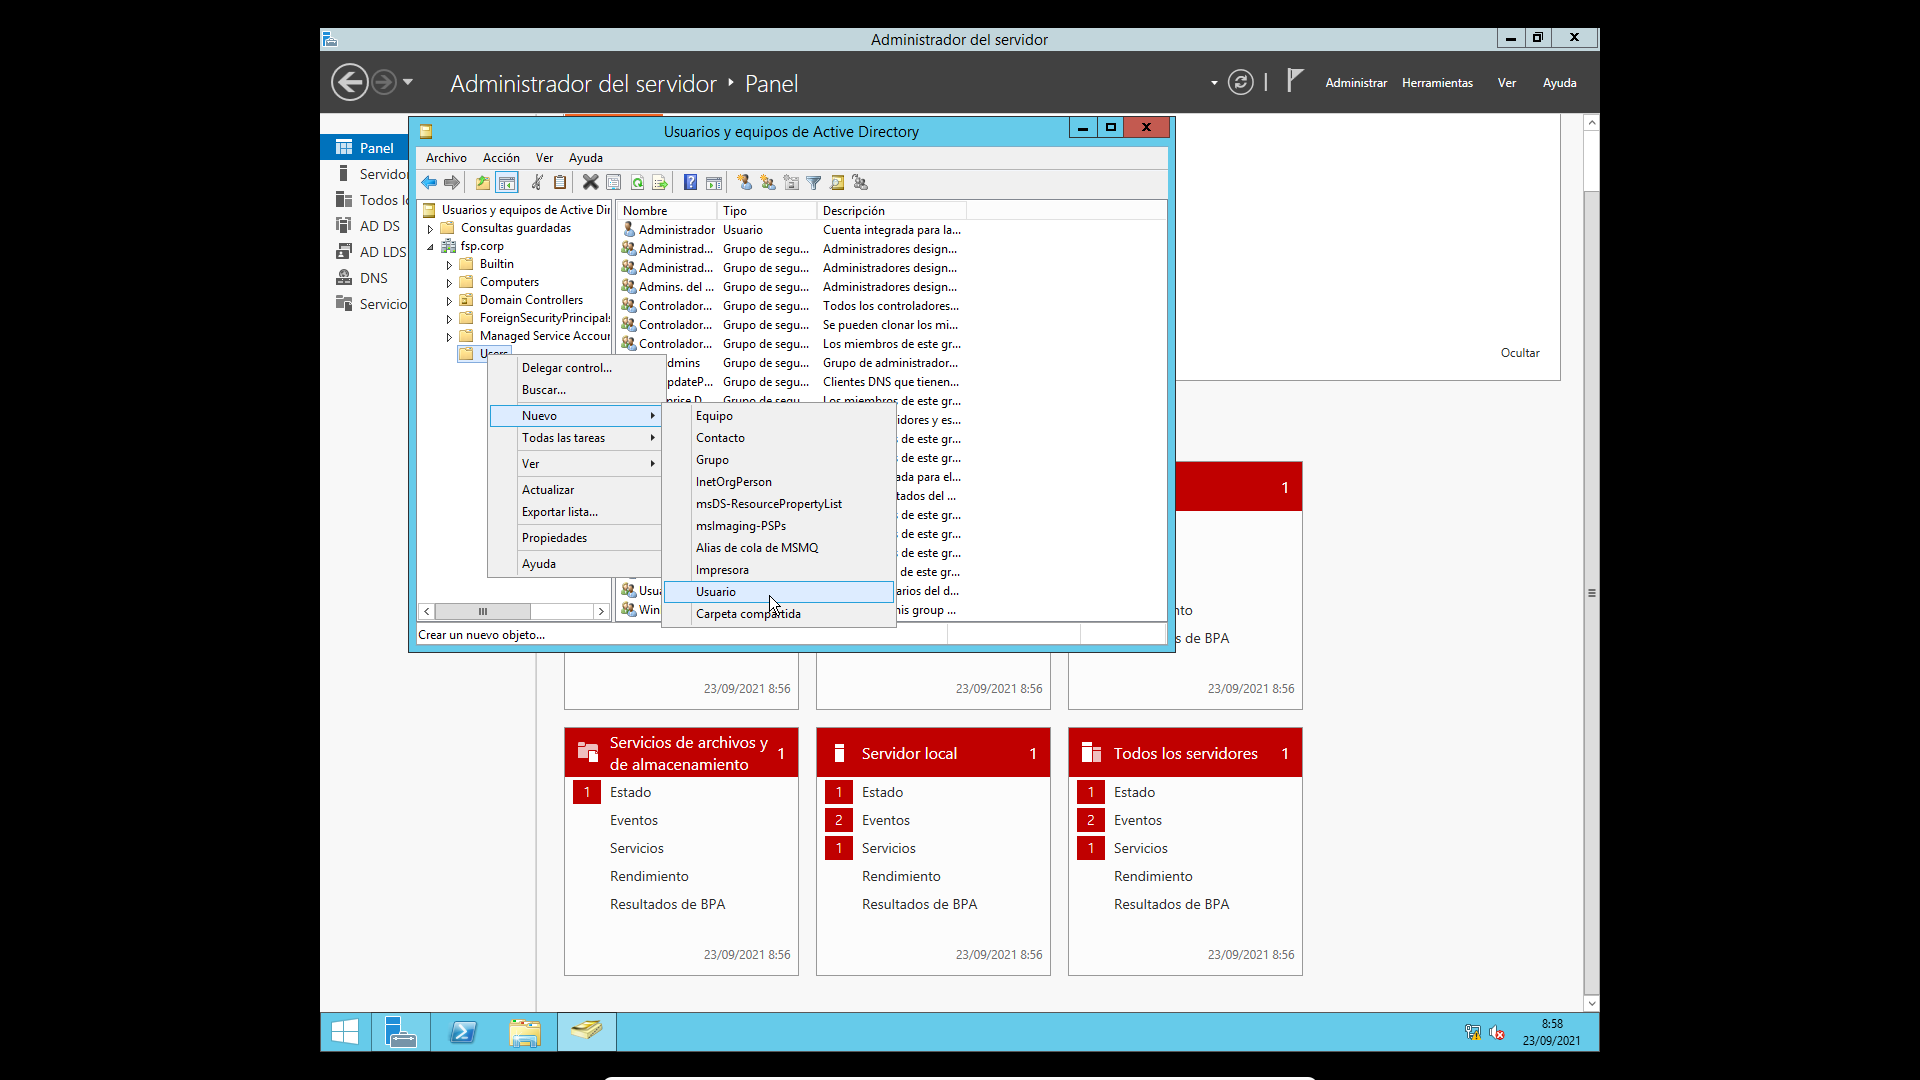 Administrador del servidor
Administrador del servidor ‣ Panel
Administrar Herramientas Ver Ayuda
Panel
Servidor
Todos lo
AD DS
AD LDS
DNS
Servicio
Usuarios y equipos de Active Directory
Archivo Acción Ver Ayuda
Usuarios y equipos de Active Dir
Consultas guardadas
fsp.corp
Builtin
Computers
Domain Controllers
ForeignSecurityPrincipals
Managed Service Accour
Users
Nombre Tipo Descripción
Administrador Usuario Cuenta integrada para la...
Administrad... Grupo de segu... Administradores design...
Administrad... Grupo de segu... Administradores design...
Admins. del ... Grupo de segu... Administradores design...
Controlador... Grupo de segu... Todos los controladores...
Controlador... Grupo de segu... Se pueden clonar los mi...
Controlador... Grupo de segu... Los miembros de este gr...
dmins Grupo de segu... Grupo de administrador...
pdateP... Grupo de segu... Clientes DNS que tienen...
prise D... Grupo de segu... Los miembros de este gr...
idores y es...
de este gr...
de este gr...
ada para el...
tados del ...
de este gr...
de este gr...
de este gr...
de este gr...
Usua arios del d...
Win his group ...
Delegar control...
Buscar...
Nuevo
Todas las tareas
Ver
Actualizar
Exportar lista...
Propiedades
Ayuda
Equipo
Contacto
Grupo
InetOrgPerson
msDS-ResourcePropertyList
msImaging-PSPs
Alias de cola de MSMQ
Impresora
Usuario
Carpeta compartida
Crear un nuevo objeto...
Ocultar
1
nto
s de BPA
23/09/2021 8:56
23/09/2021 8:56
23/09/2021 8:56
Servicios de archivos y de almacenamiento 1
1 Estado
Eventos
Servicios
Rendimiento
Resultados de BPA
23/09/2021 8:56
Servidor local 1
1 Estado
2 Eventos
1 Servicios
Rendimiento
Resultados de BPA
23/09/2021 8:56
Todos los servidores 1
1 Estado
2 Eventos
1 Servicios
Rendimiento
Resultados de BPA
23/09/2021 8:56
8:58
23/09/2021